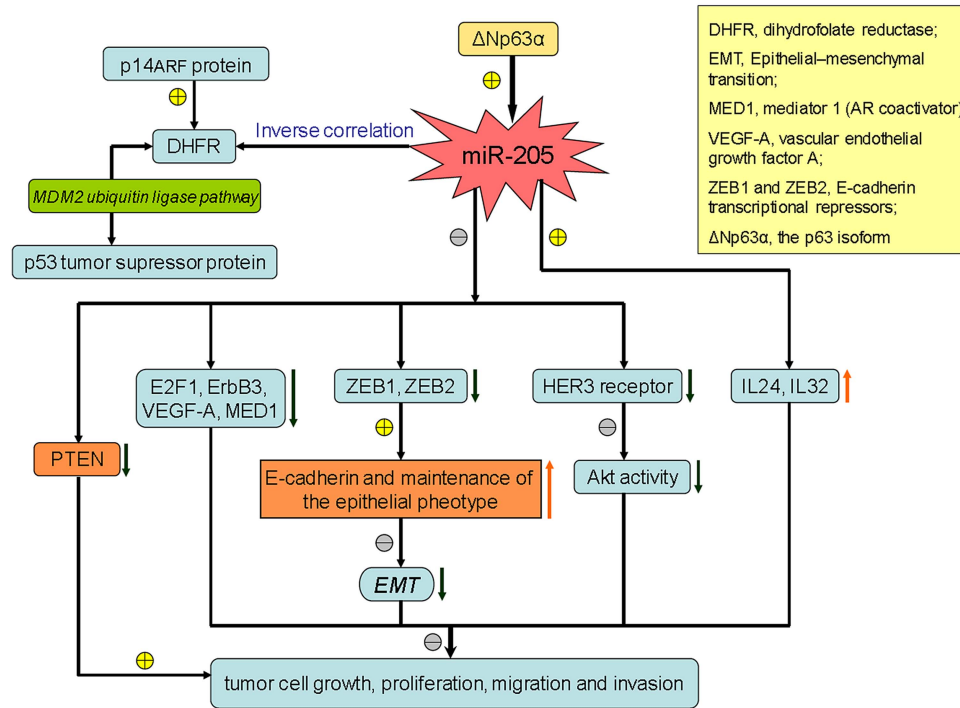 ΔNp63α
p14ARF protein
Inverse correlation
DHFR
miR-205
MDM2 ubiquitin ligase pathway
p53 tumor supressor protein
DHFR, dihydrofolate reductase;
EMT, Epithelial–mesenchymal
transition;
MED1, mediator 1 (AR coactivator)
VEGF-A, vascular endothelial
growth factor A;
ZEB1 and ZEB2, E-cadherin
transcriptional repressors;
ΔNp63α, the p63 isoform
E2F1, ErbB3,
VEGF-A, MED1
ZEB1, ZEB2
HER3 receptor
IL24, IL32
PTEN
E-cadherin and maintenance of
the epithelial pheotype
Akt activity
EMT
tumor cell growth, proliferation, migration and invasion